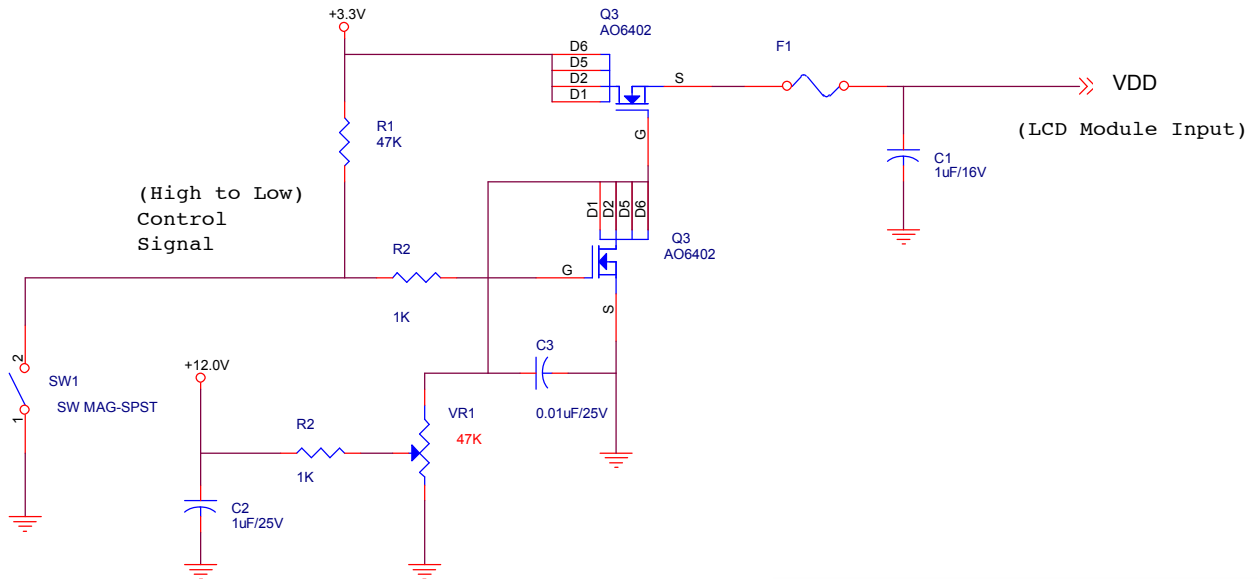 +3.3V
Q3
AO6402
D6
D5
D2
D1
S
G
F1
VDD
(LCD Module Input)
R1
47K
C1
1uF/16V
(High to Low)
Control
Signal
D1
D2
D5
D6
Q3
AO6402
R2
1K
G
S
C3
0.01uF/25V
2
1
SW1
SW MAG-SPST
+12.0V
R2
1K
VR1
47K
C2
1uF/25V